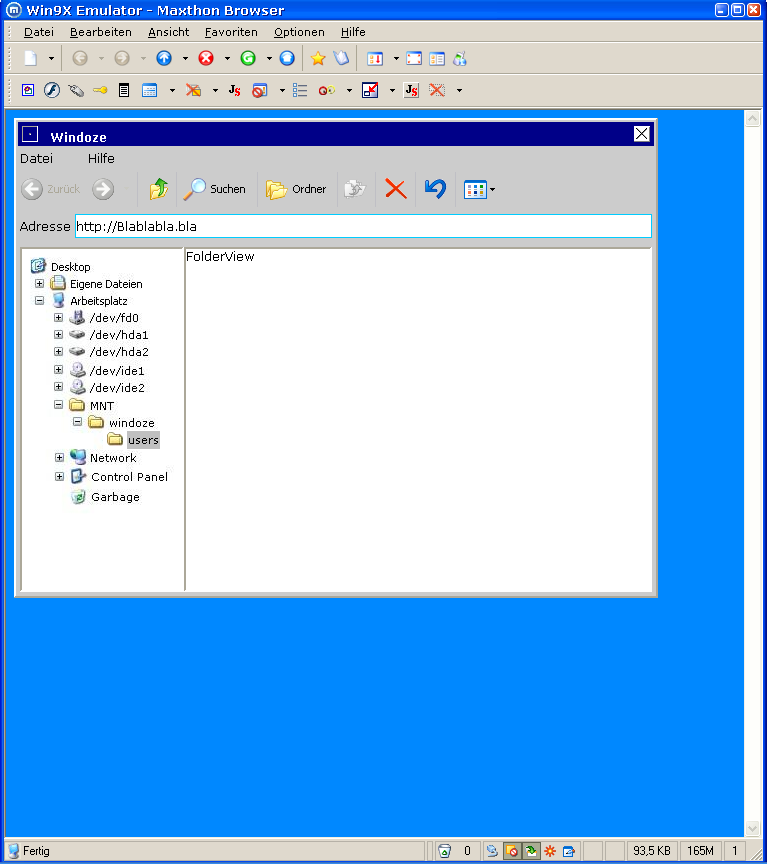 Win9X Emulator - Maxthon Browser
Datei Bearbeiten Ansicht Favoriten Optionen Hilfe
Js Js
Windoze
Datei Hilfe
Zurück Suchen Ordner
Adresse http://Blablabla.bla
Desktop
Eigene Dateien
Arbeitsplatz
/dev/fd0
/dev/hda1
/dev/hda2
/dev/ide1
/dev/ide2
MNT
windoze
users
Network
Control Panel
Garbage
FolderView
Fertig 0 93,5 KB 165M 1